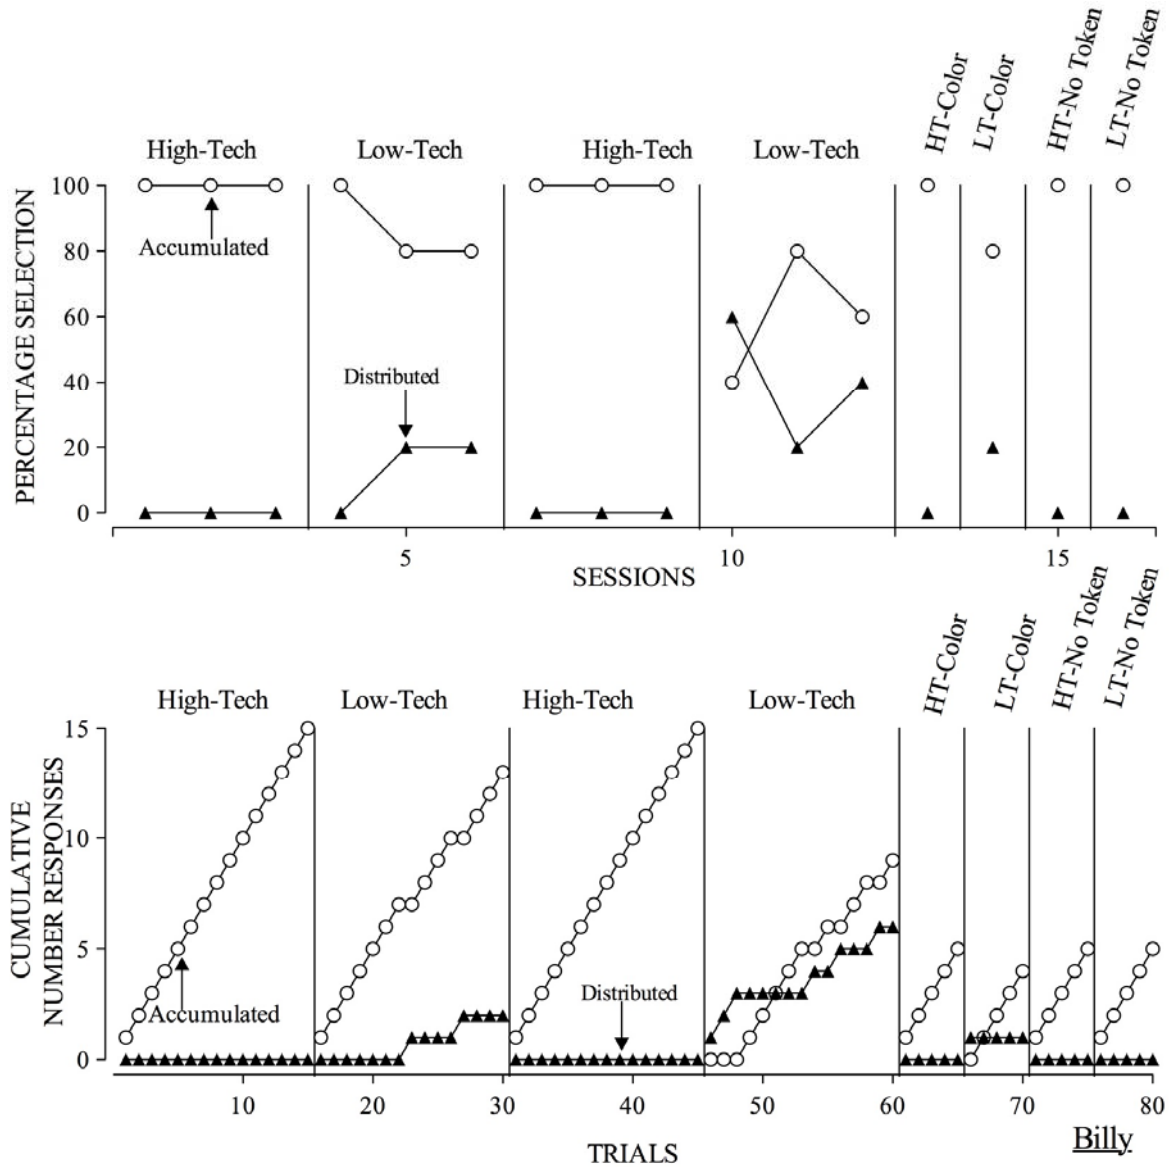 HT-Color
LT-Color
HT-No Token
LT-No Token
High-Tech
Low-Tech
High-Tech
Low-Tech
PERCENTAGE SELECTION
100
80
60
40
20
0
Accumulated
Distributed
5
10
15
SESSIONS
HT-Color
LT-Color
HT-No Token
LT-No Token
High-Tech
Low-Tech
High-Tech
Low-Tech
CUMULATIVE
NUMBER RESPONSES
15
10
5
0
Accumulated
Distributed
10
20
30
40
50
60
70
80
TRIALS
Billy